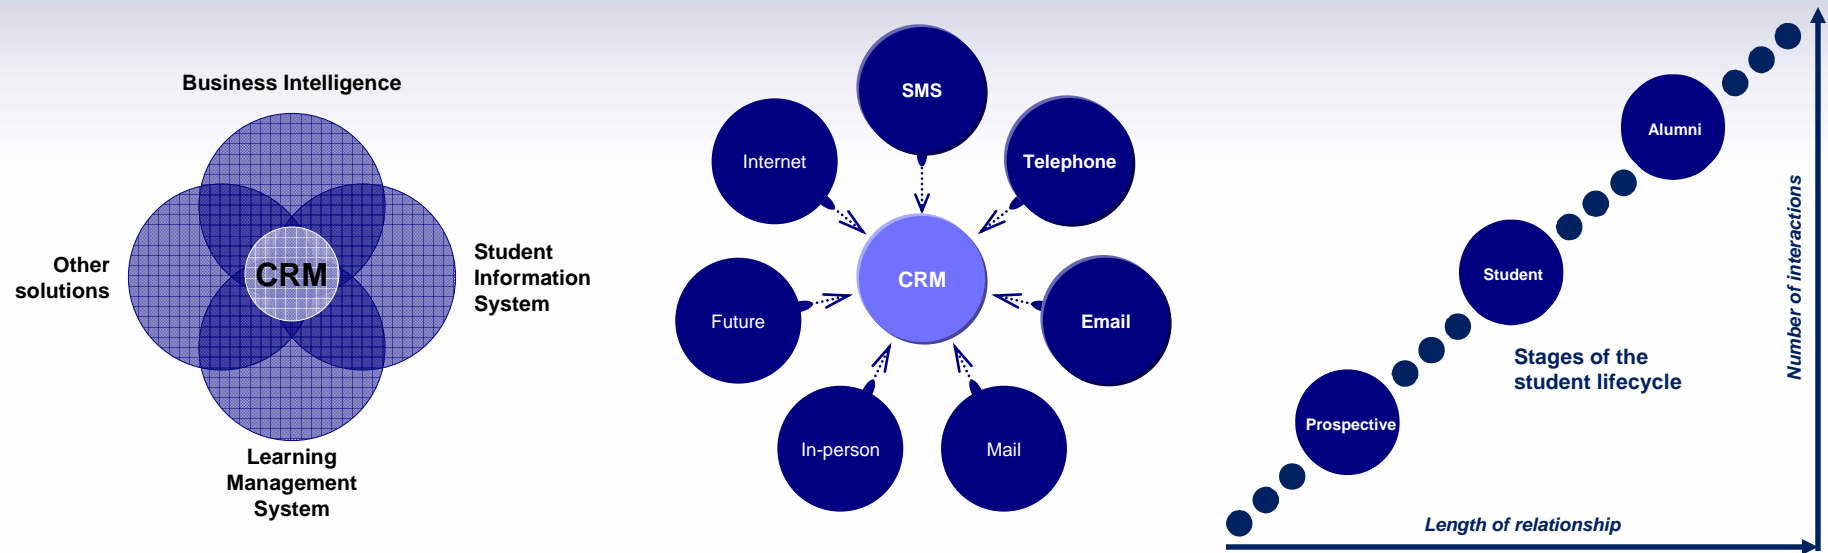 Business Intelligence
Other
solutions
CRM
Student
Information
System
Learning
Management
System
SMS
Internet
Telephone
CRM
Future
Email
In-person
Mail
Alumni
Student
Prospective
Stages of the
student lifecycle
Number of interactions
Length of relationship